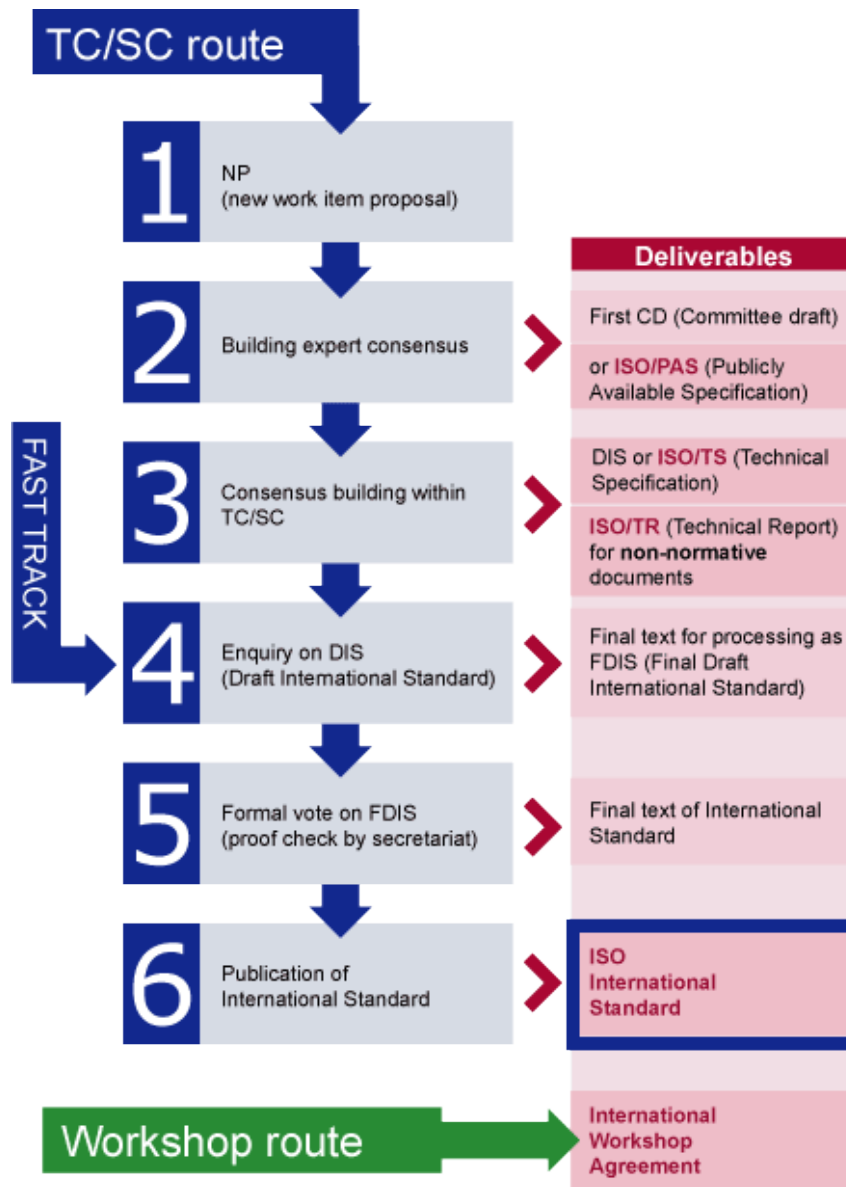 TC/SC route
1
NP
(new work item proposal)
Deliverables
2
Building expert consensus
First CD (Committee draft)
or ISO/PAS (Publicly
Available Specification)
FAST TRACK
3
Consensus building within
TC/SC
DIS or ISO/TS (Technical
Specification)
ISO/TR (Technical Report)
for non-normative
documents
4
Enquiry on DIS
(Draft International Standard)
Final text for processing as
FDIS (Final Draft
International Standard)
5
Formal vote on FDIS
(proof check by secretariat)
Final text of International
Standard
6
Publication of
International Standard
ISO
International
Standard
Workshop route
International
Workshop
Agreement